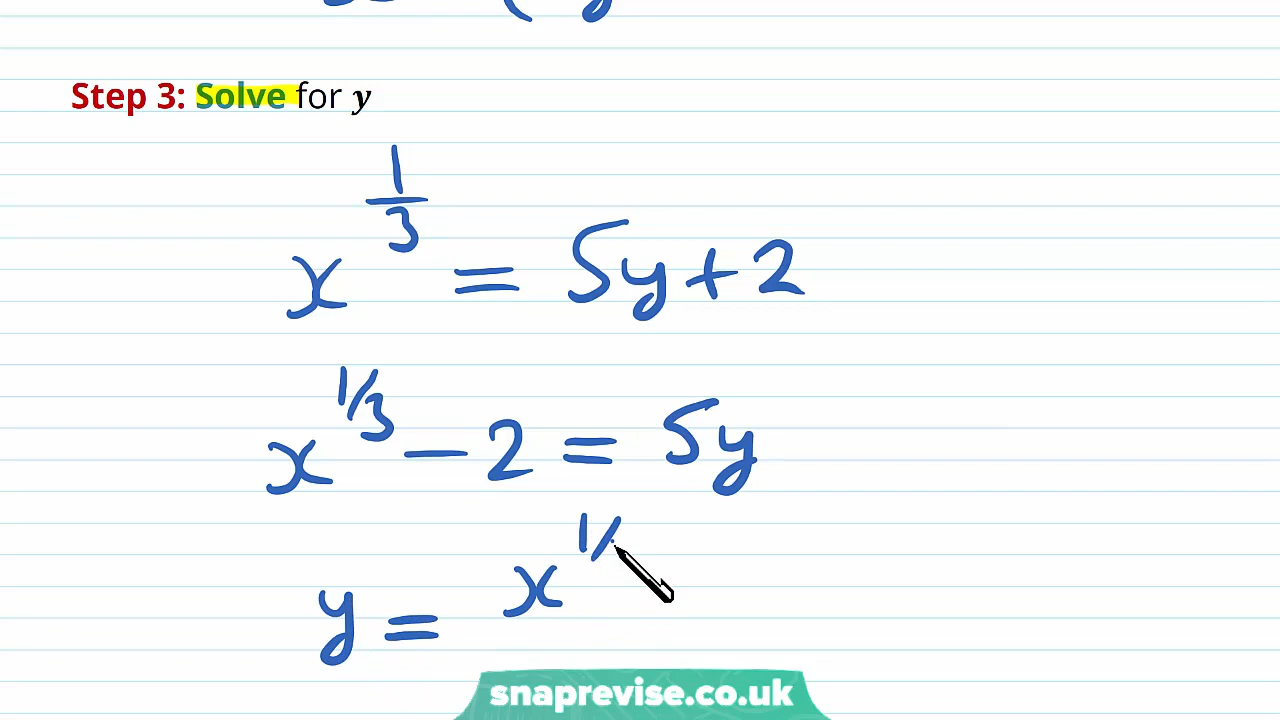 Step 3: Solve for y
x^{1/3} = 5y+2
x^{1/3} - 2 = 5y
y = x^{1/
snaprevise.co.uk